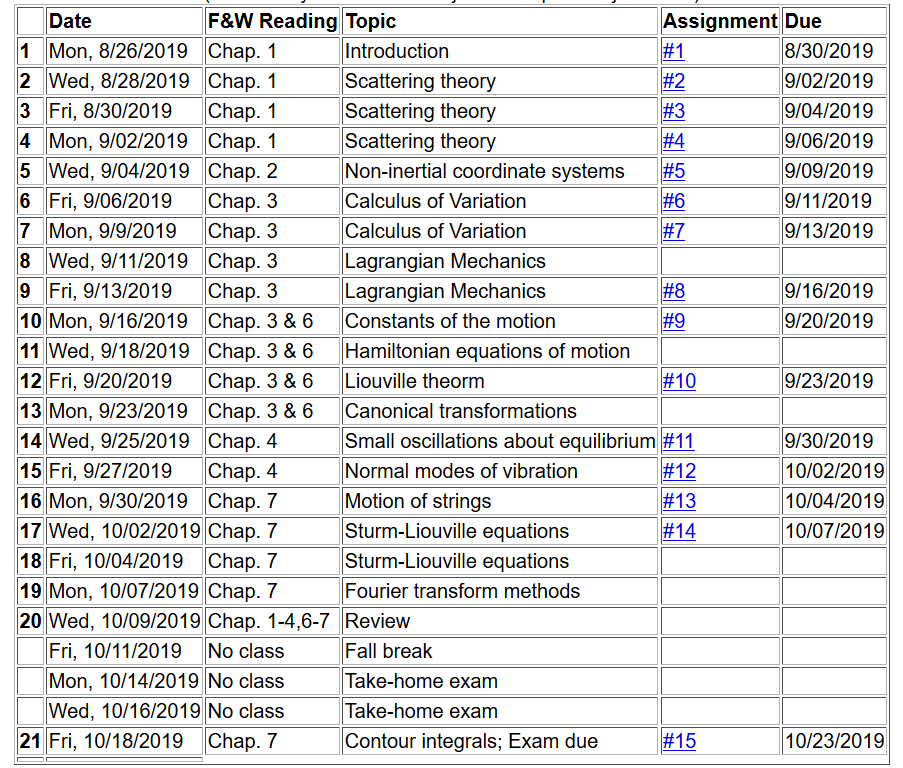 Date F&W Reading Topic Assignment Due
1 Mon, 8/26/2019 Chap. 1 Introduction #1 8/30/2019
2 Wed, 8/28/2019 Chap. 1 Scattering theory #2 9/02/2019
3 Fri, 8/30/2019 Chap. 1 Scattering theory #3 9/04/2019
4 Mon, 9/02/2019 Chap. 1 Scattering theory #4 9/06/2019
5 Wed, 9/04/2019 Chap. 2 Non-inertial coordinate systems #5 9/09/2019
6 Fri, 9/06/2019 Chap. 3 Calculus of Variation #6 9/11/2019
7 Mon, 9/9/2019 Chap. 3 Calculus of Variation #7 9/13/2019
8 Wed, 9/11/2019 Chap. 3 Lagrangian Mechanics
9 Fri, 9/13/2019 Chap. 3 Lagrangian Mechanics #8 9/16/2019
10 Mon, 9/16/2019 Chap. 3 & 6 Constants of the motion #9 9/20/2019
11 Wed, 9/18/2019 Chap. 3 & 6 Hamiltonian equations of motion
12 Fri, 9/20/2019 Chap. 3 & 6 Liouville theorm #10 9/23/2019
13 Mon, 9/23/2019 Chap. 3 & 6 Canonical transformations
14 Wed, 9/25/2019 Chap. 4 Small oscillations about equilibrium #11 9/30/2019
15 Fri, 9/27/2019 Chap. 4 Normal modes of vibration #12 10/02/2019
16 Mon, 9/30/2019 Chap. 7 Motion of strings #13 10/04/2019
17 Wed, 10/02/2019 Chap. 7 Sturm-Liouville equations #14 10/07/2019
18 Fri, 10/04/2019 Chap. 7 Sturm-Liouville equations
19 Mon, 10/07/2019 Chap. 7 Fourier transform methods
20 Wed, 10/09/2019 Chap. 1-4,6-7 Review
Fri, 10/11/2019 No class Fall break
Mon, 10/14/2019 No class Take-home exam
Wed, 10/16/2019 No class Take-home exam
21 Fri, 10/18/2019 Chap. 7 Contour integrals; Exam due #15 10/23/2019